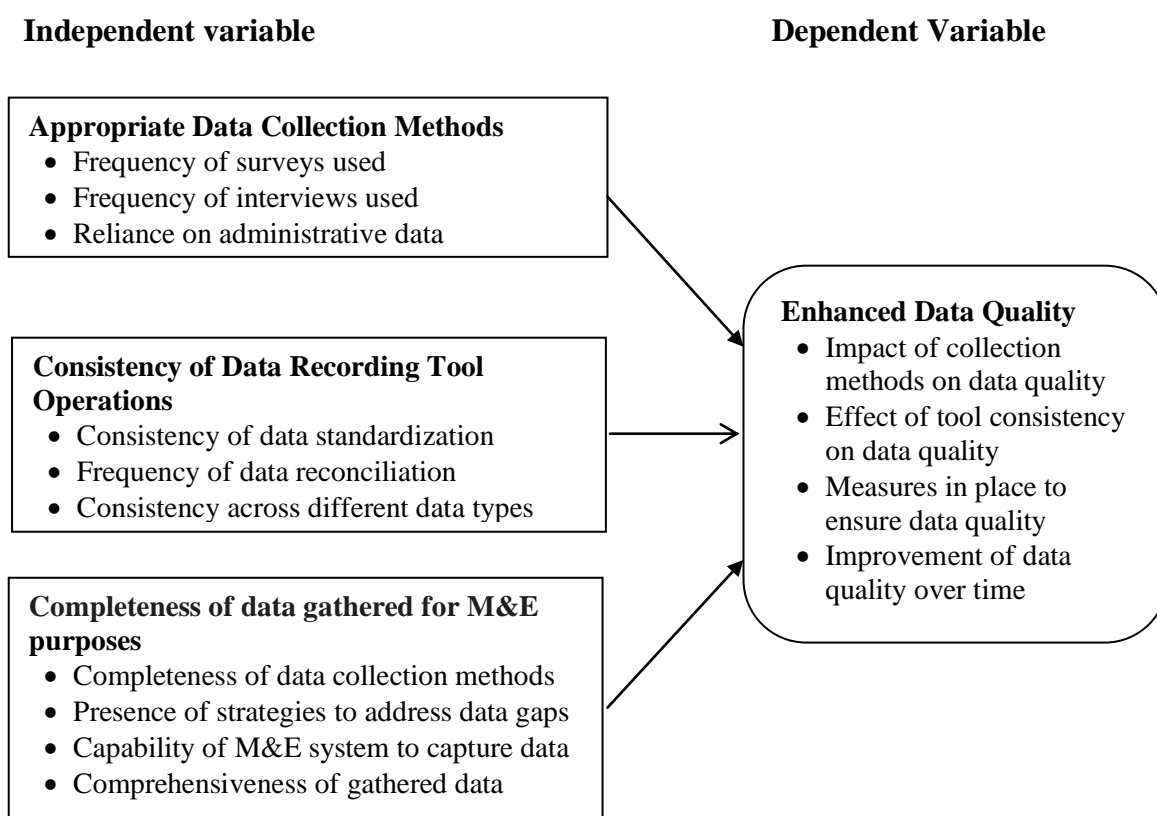 Independent variable
Dependent Variable
Appropriate Data Collection Methods
• Frequency of surveys used
• Frequency of interviews used
• Reliance on administrative data
Consistency of Data Recording Tool
Operations
• Consistency of data standardization
• Frequency of data reconciliation
• Consistency across different data types
Completeness of data gathered for M&E
purposes
• Completeness of data collection methods
• Presence of strategies to address data gaps
• Capability of M&E system to capture data
• Comprehensiveness of gathered data
Enhanced Data Quality
• Impact of collection
methods on data quality
• Effect of tool consistency
on data quality
• Measures in place to
ensure data quality
• Improvement of data
quality over time